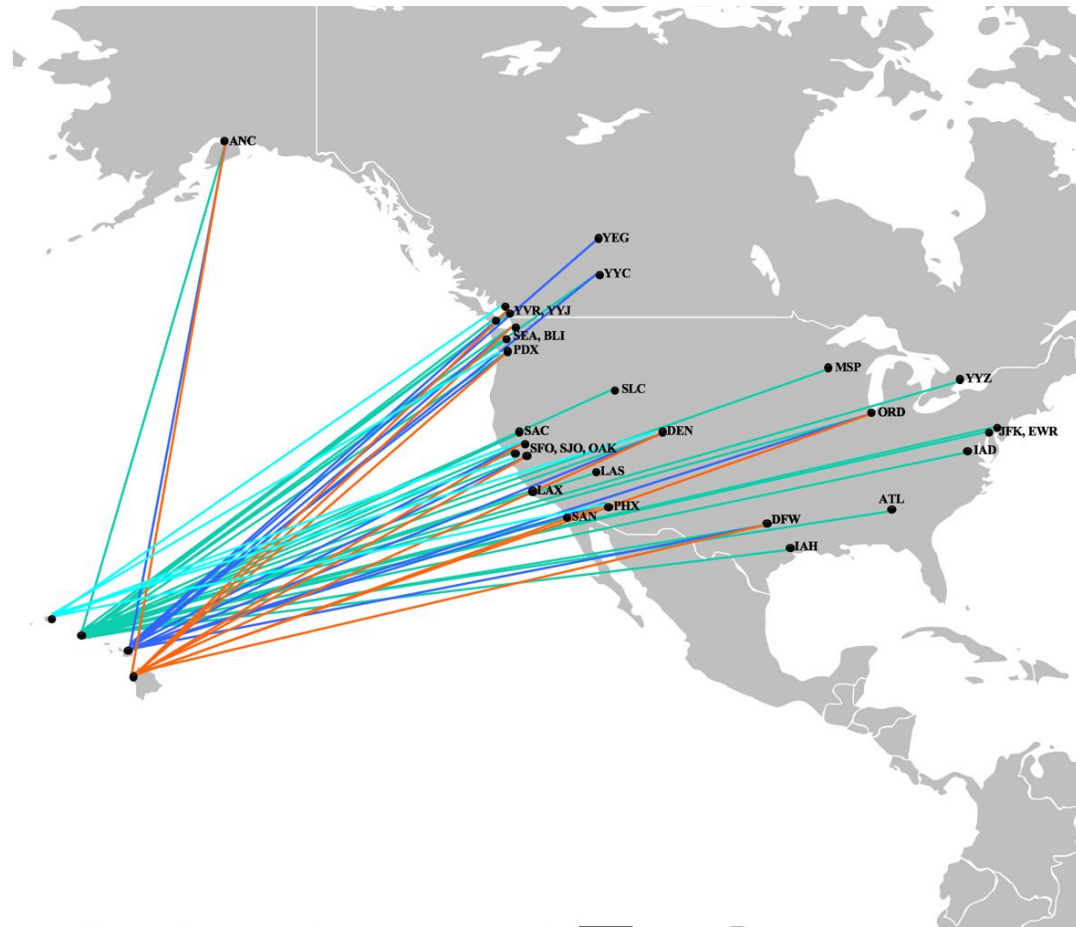 ANC
YEG
YYC
YVR, YYJ
SEA, BLI
PDX
MSP
YYZ
SLC
ORD
SAC
DEN
JFK, EWR
SFO, SJO, OAK
IAD
LAS
LAX
PHX
ATL
SAN
DFW
IAH